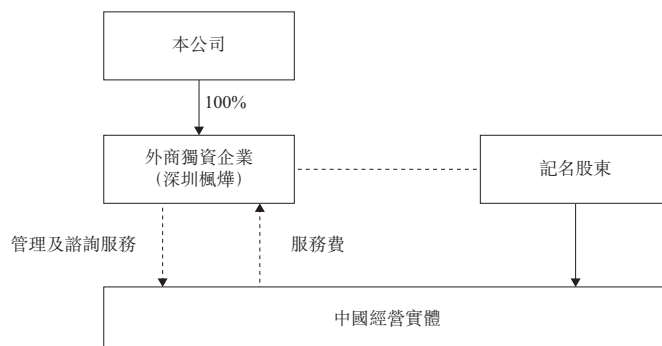 本公司
100%
外商獨資企業
（深圳楓燁）
記名股東
管理及諮詢服務
服務費
中國經營實體